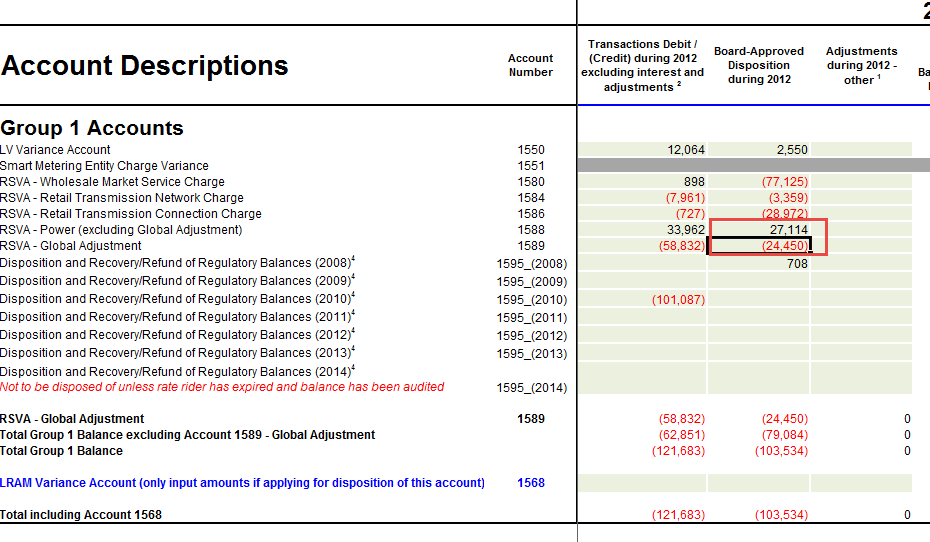 2
Account Descriptions Account Number Transactions Debit / (Credit) during 2012 excluding interest and adjustments 2 Board-Approved Disposition during 2012 Adjustments during 2012 - other 1 Ba
Group 1 Accounts
LV Variance Account 1550 12,064 2,550
Smart Metering Entity Charge Variance 1551
RSVA - Wholesale Market Service Charge 1580 898 (77,125)
RSVA - Retail Transmission Network Charge 1584 (7,961) (3,359)
RSVA - Retail Transmission Connection Charge 1586 (727) (28,972)
RSVA - Power (excluding Global Adjustment) 1588 33,962 27,114
RSVA - Global Adjustment 1589 (58,832) (24,450)
Disposition and Recovery/Refund of Regulatory Balances (2008)4 1595_(2008) 708
Disposition and Recovery/Refund of Regulatory Balances (2009)4 1595_(2009)
Disposition and Recovery/Refund of Regulatory Balances (2010)4 1595_(2010) (101,087)
Disposition and Recovery/Refund of Regulatory Balances (2011)4 1595_(2011)
Disposition and Recovery/Refund of Regulatory Balances (2012)4 1595_(2012)
Disposition and Recovery/Refund of Regulatory Balances (2013)4 1595_(2013)
Disposition and Recovery/Refund of Regulatory Balances (2014)4
Not to be disposed of unless rate rider has expired and balance has been audited 1595_(2014)
RSVA - Global Adjustment 1589 (58,832) (24,450) 0
Total Group 1 Balance excluding Account 1589 - Global Adjustment (62,851) (79,084) 0
Total Group 1 Balance (121,683) (103,534) 0
LRAM Variance Account (only input amounts if applying for disposition of this account) 1568
Total including Account 1568 (121,683) (103,534) 0